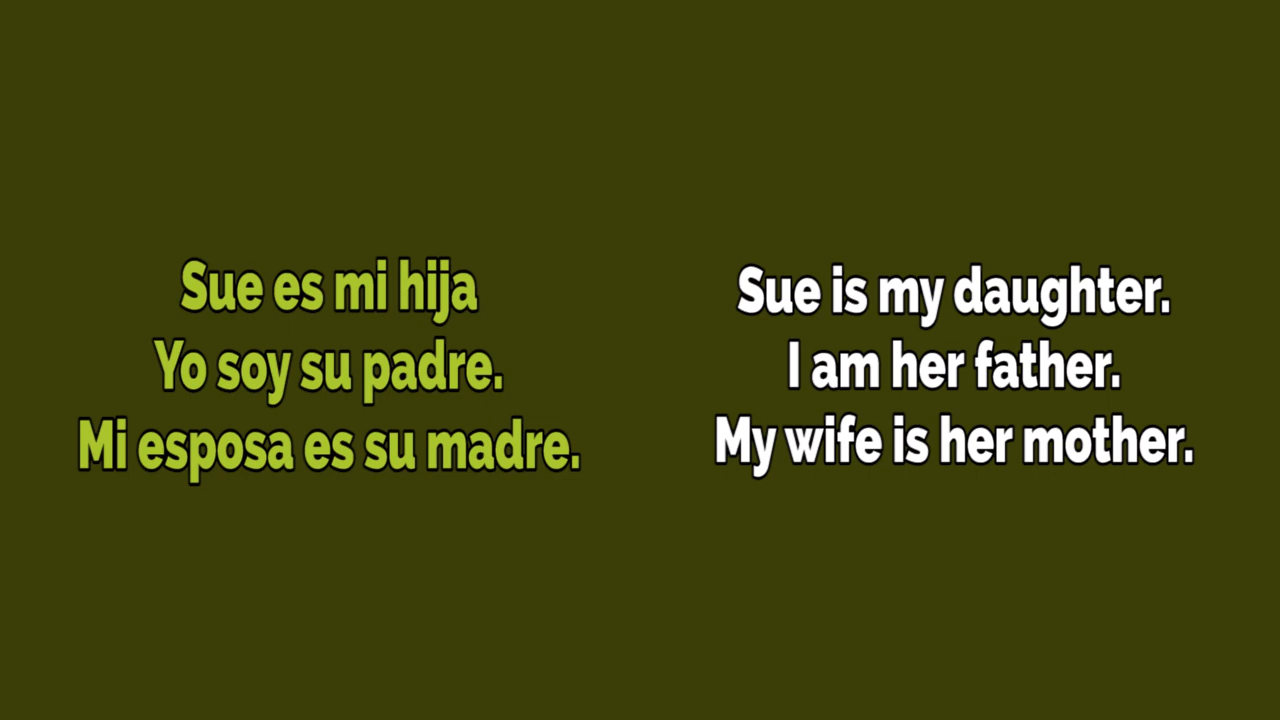 Sue es mi hija
Yo soy su padre.
Mi esposa es su madre.
Sue is my daughter.
I am her father.
My wife is her mother.